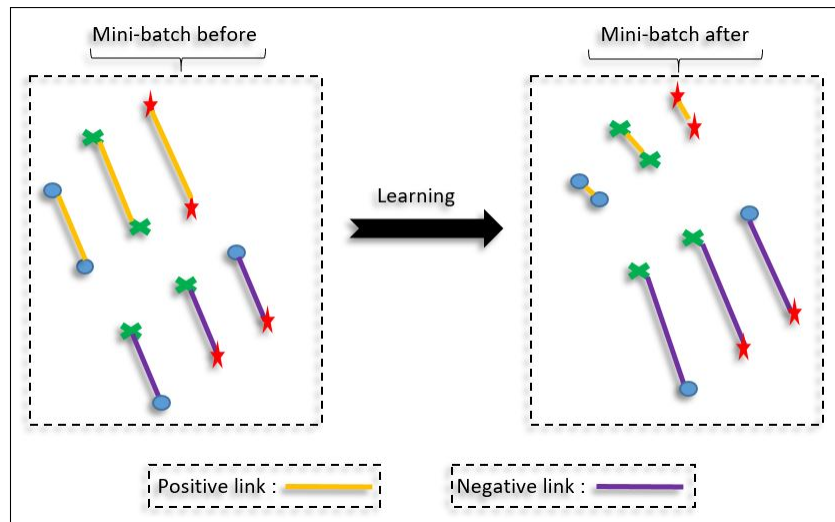 Mini-batch before
Mini-batch after
Learning
Positive link :
Negative link :